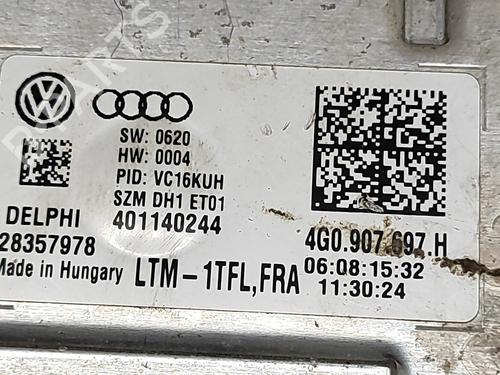 SW: 0620
HW: 0004
PID: VC16KUH
SZM DH1 ET01
DELPHI 401140244
28357978
4G0.907.697.H
Made in Hungary LTM-1TFL,FRA
06:08:15:32
11:30:24